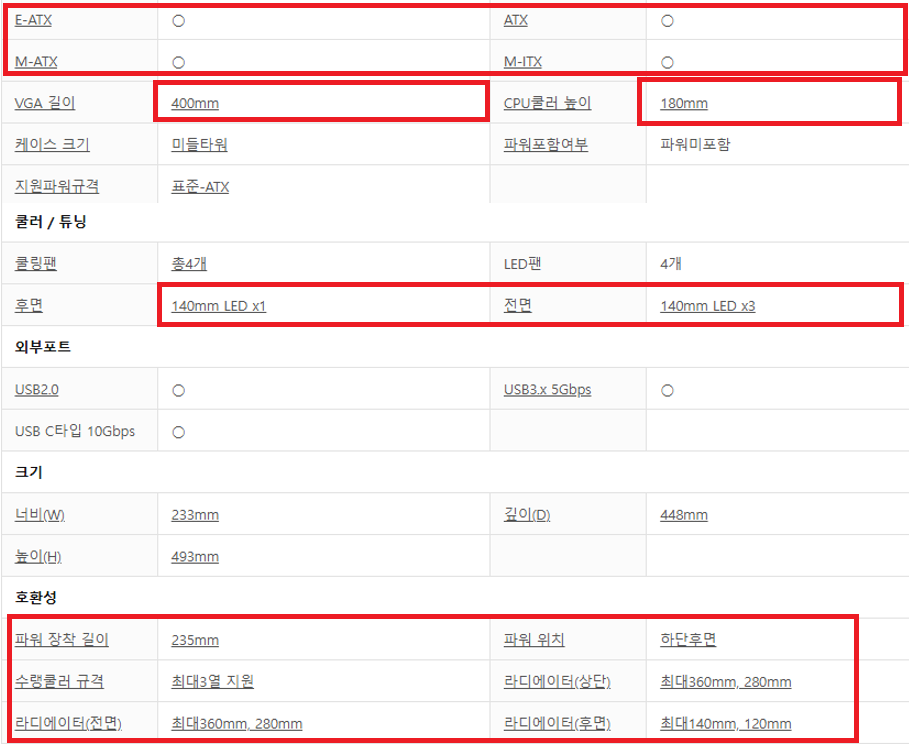 E-ATX ○ ATX ○
M-ATX ○ M-ITX ○
VGA 길이 400mm CPU쿨러 높이 180mm
케이스 크기 미들타워 파워포함여부 파워미포함
지원파워규격 표준-ATX
쿨러 / 튜닝
쿨링팬 총4개 LED팬 4개
후면 140mm LED x1 전면 140mm LED x3
외부포트
USB2.0 ○ USB3.x 5Gbps ○
USB C타입 10Gbps ○
크기
너비(W) 233mm 깊이(D) 448mm
높이(H) 493mm
호환성
파워 장착 길이 235mm 파워 위치 하단후면
수랭쿨러 규격 최대3열 지원 라디에이터(상단) 최대360mm, 280mm
라디에이터(전면) 최대360mm, 280mm 라디에이터(후면) 최대140mm, 120mm